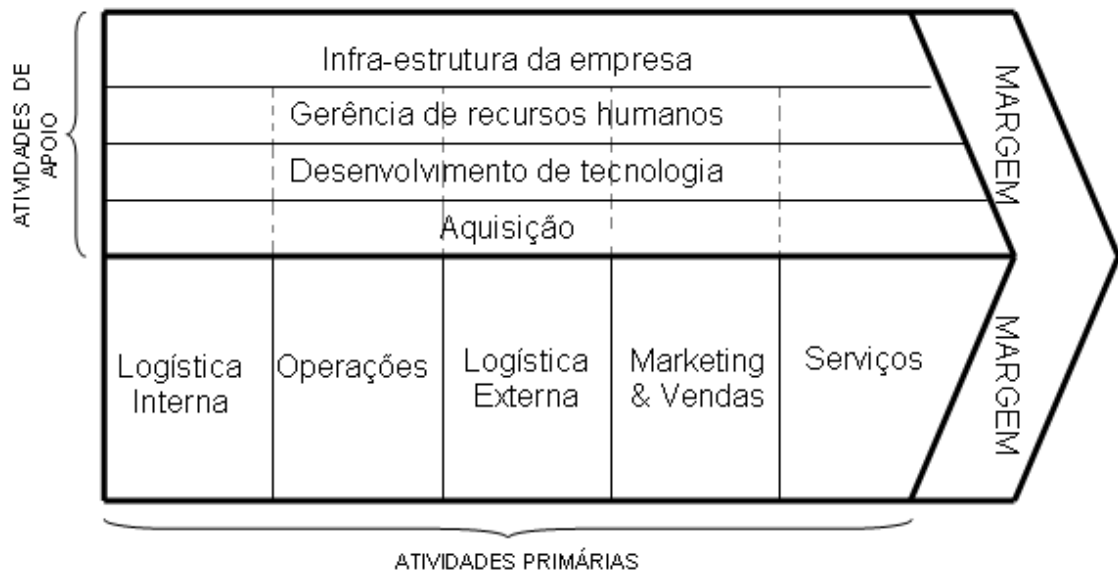 ATIVIDADES DE
APOIO
Infra-estrutura da empresa
Gerência de recursos humanos
Desenvolvimento de tecnologia
Aquisição
MARGEM
Logística
Interna
Operações
Logística
Externa
Marketing
& Vendas
Serviços
MARGEM
ATIVIDADES PRIMÁRIAS